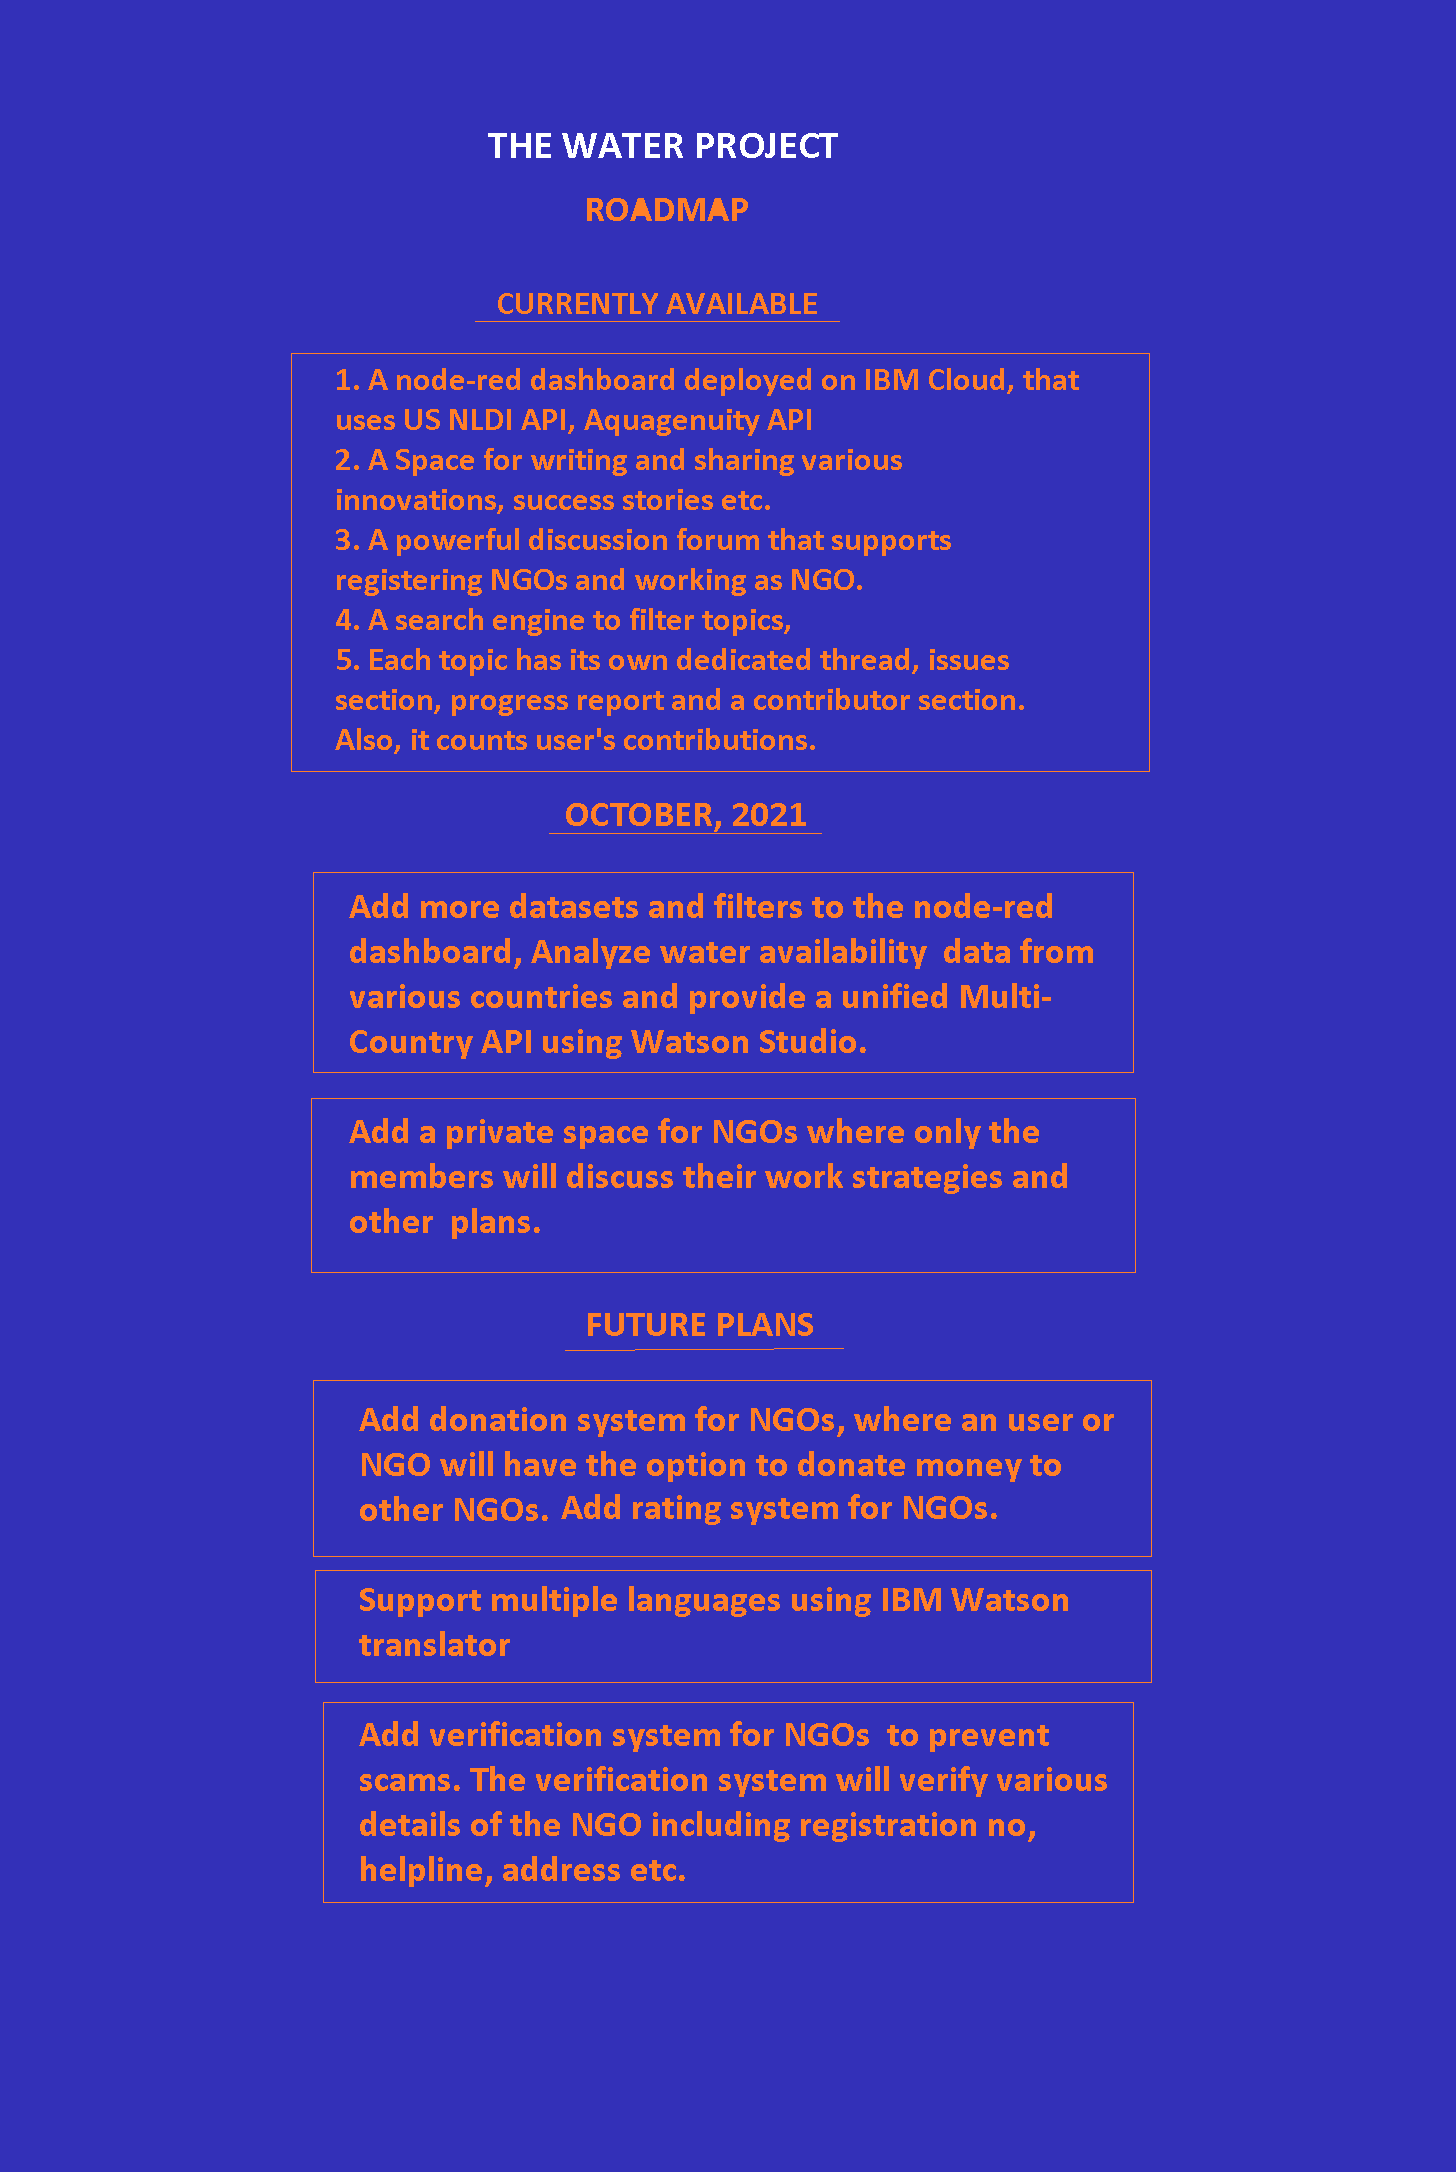 THE WATER PROJECT
ROADMAP
CURRENTLY AVAILABLE
1. A node-red dashboard deployed on IBM Cloud, that
uses US NLDI API, Aquagenuity API
2. A Space for writing and sharing various
innovations, success stories etc.
3. A powerful discussion forum that supports
registering NGOs and working as NGO.
4. A search engine to filter topics,
5. Each topic has its own dedicated thread, issues
section, progress report and a contributor section.
Also, it counts user's contributions.
OCTOBER, 2021
Add more datasets and filters to the node-red
dashboard, Analyze water availability  data from
various countries and provide a unified Multi-
Country API using Watson Studio.
Add a private space for NGOs where only the
members will discuss their work strategies and
other  plans.
FUTURE PLANS
Add donation system for NGOs, where an user or
NGO will have the option to donate money to
other NGOs. Add rating system for NGOs.
Support multiple languages using IBM Watson
translator
Add verification system for NGOs  to prevent
scams. The verification system will verify various
details of the NGO including registration no,
helpline, address etc.